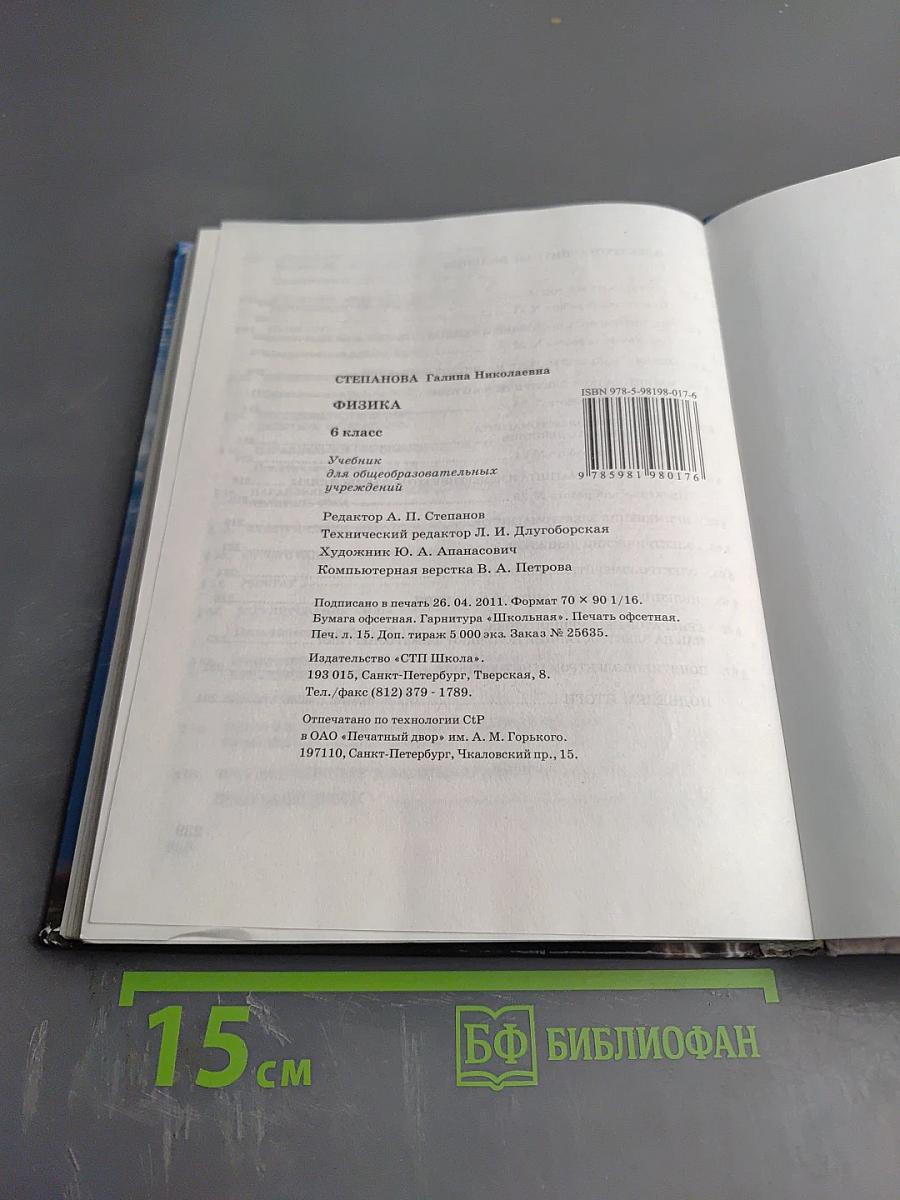 СТЕПАНОВА Галина Николаевна
ФИЗИКА
6 класс
Учебник
для общеобразовательных
учреждений
ISBN 978-5-98198-017-6
9 785981 980176
Редактор А. П. Степанов
Технический редактор Л. И. Длугоборская
Художник Ю. А. Апанасович
Компьютерная верстка В. А. Петрова
Подписано в печать 26. 04. 2011. Формат 70 × 90 1/16.
Бумага офсетная. Гарнитура «Школьная». Печать офсетная.
Печ. л. 15. Доп. тираж 5 000 экз. Заказ № 25635.
Издательство «СТП Школа».
193 015, Санкт-Петербург, Тверская, 8.
Тел./факс (812) 379 - 1789.
Отпечатано по технологии CtP
в ОАО «Печатный двор» им. А. М. Горького.
197110, Санкт-Петербург, Чкаловский пр., 15.
15 см
БФ БИБЛИОФАН